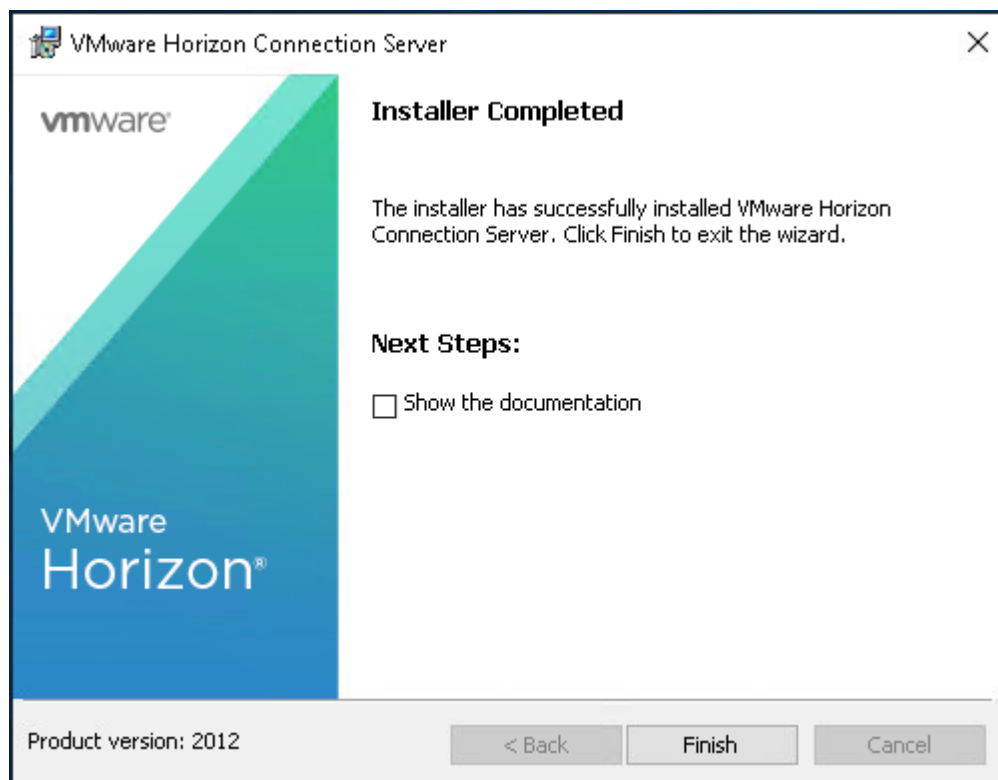 VMware Horizon Connection Server
vmware®
Installer Completed
The installer has successfully installed VMware Horizon
Connection Server. Click Finish to exit the wizard.
Next Steps:
Show the documentation
VMware
Horizon®
Product version: 2012
< Back
Finish
Cancel